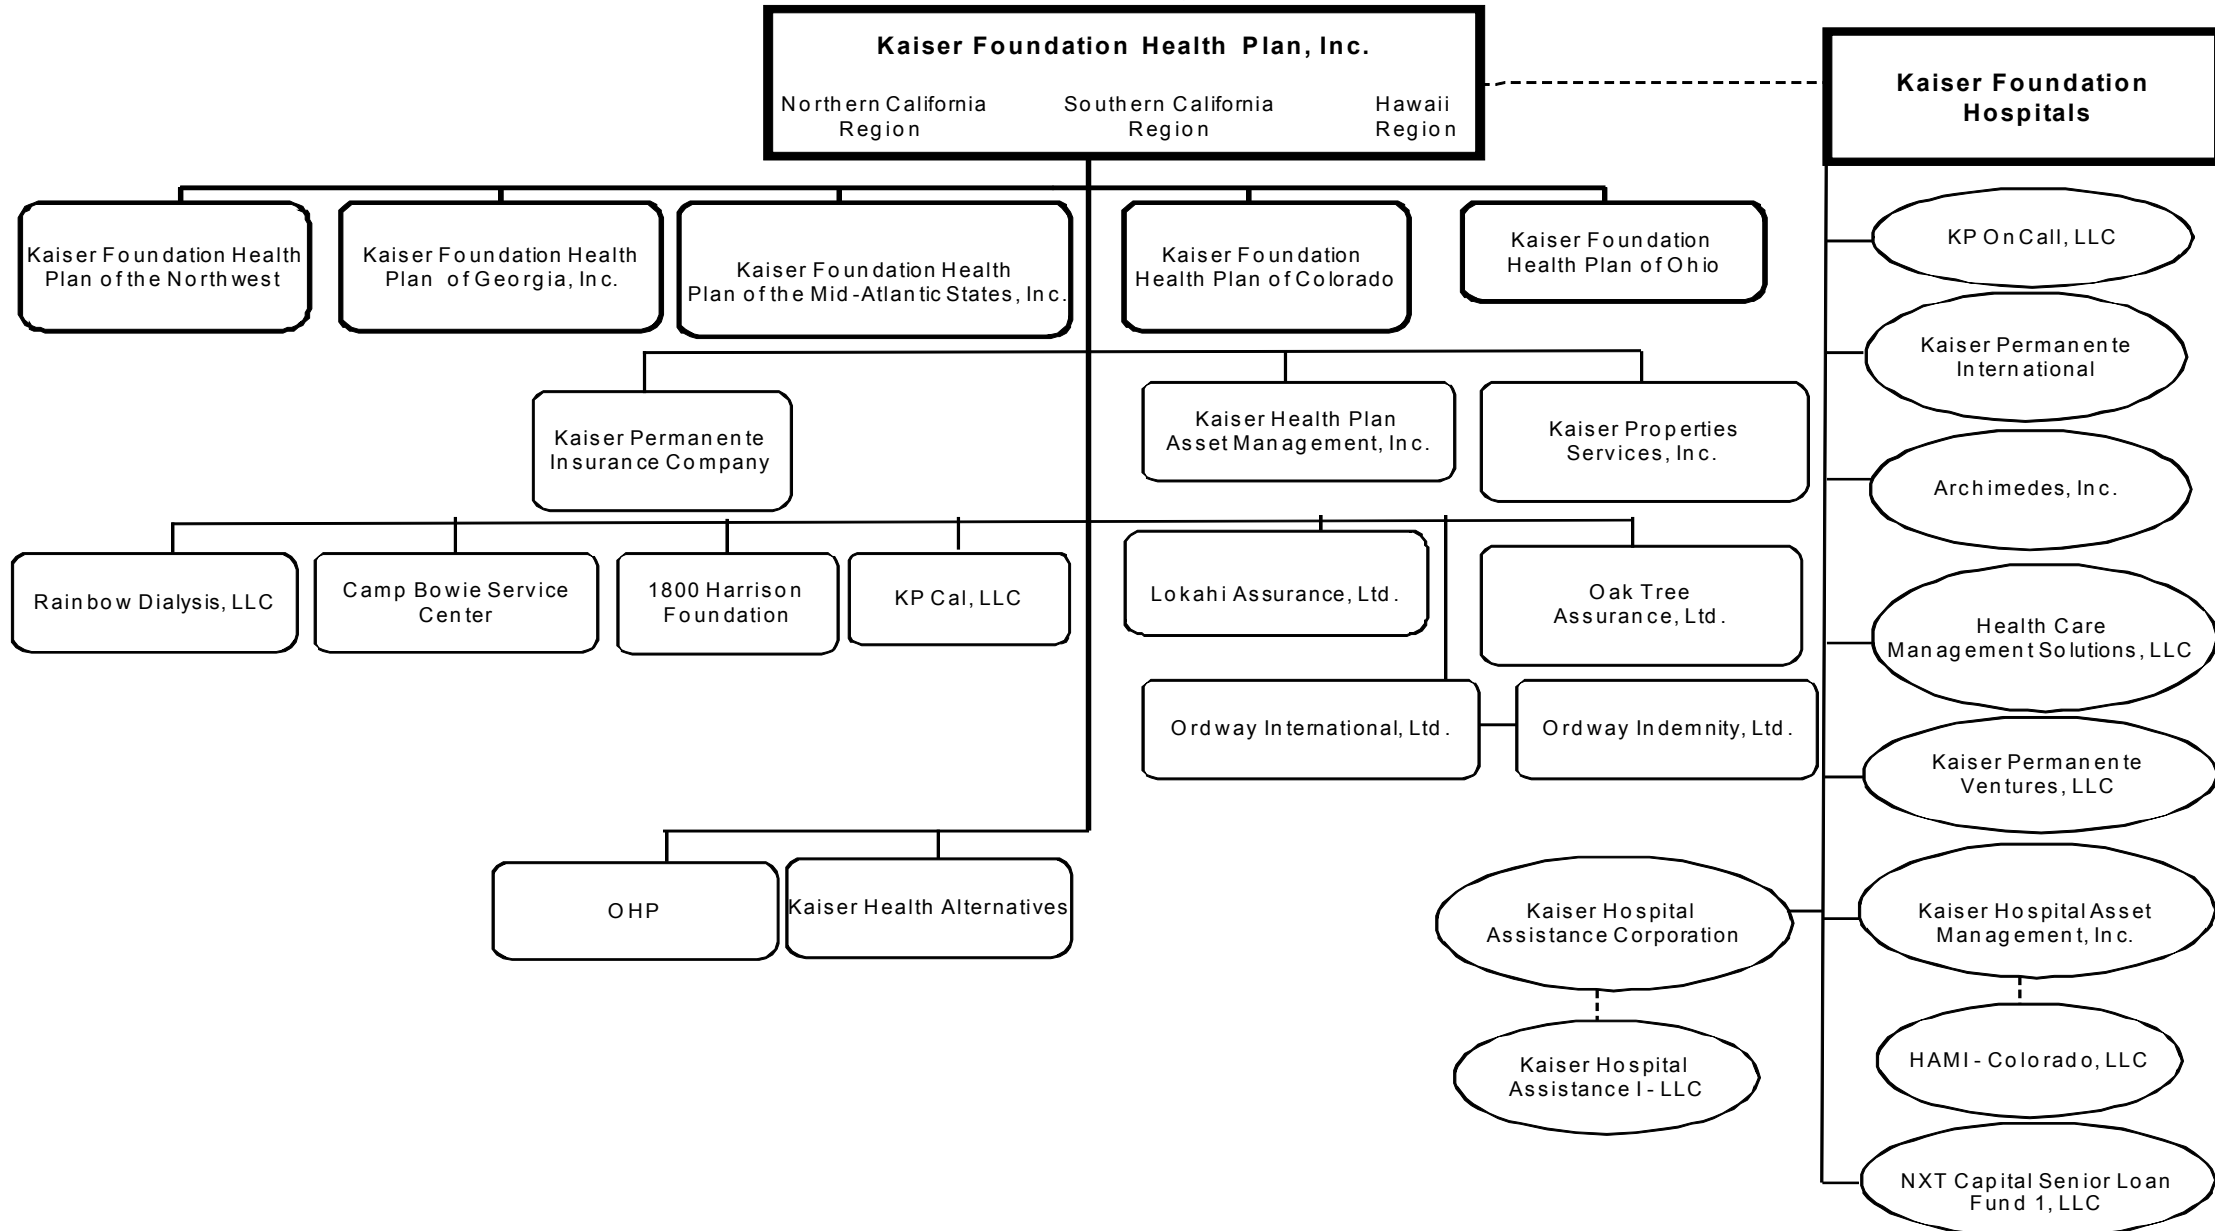 Kaiser Foundation Health Plan, Inc.
Northern California
Region
Southern California
Region
Hawaii
Region
Kaiser Foundation
Hospitals
Kaiser Foundation Health
Plan of the Northwest
Kaiser Foundation Health
Plan of Georgia, Inc.
Kaiser Foundation Health
Plan of the Mid-Atlantic States, Inc.
Kaiser Foundation
Health Plan of Colorado
Kaiser Foundation
Health Plan of Ohio
KP OnCall, LLC
Kaiser Permanente
International
Kaiser Permanente
Insurance Company
Kaiser Health Plan
Asset Management, Inc.
Kaiser Properties
Services, Inc.
Archimedes, Inc.
Rainbow Dialysis, LLC
Camp Bowie Service
Center
1800 Harrison
Foundation
KP Cal, LLC
Lokahi Assurance, Ltd.
Oak Tree
Assurance, Ltd.
Health Care
Management Solutions, LLC
Ordway International, Ltd.
Ordway Indemnity, Ltd.
Kaiser Permanente
Ventures, LLC
OHP
Kaiser Health Alternatives
Kaiser Hospital
Assistance Corporation
Kaiser Hospital Asset
Management, Inc.
Kaiser Hospital
Assistance I - LLC
HAMI - Colorado, LLC
NXT Capital Senior Loan
Fund 1, LLC